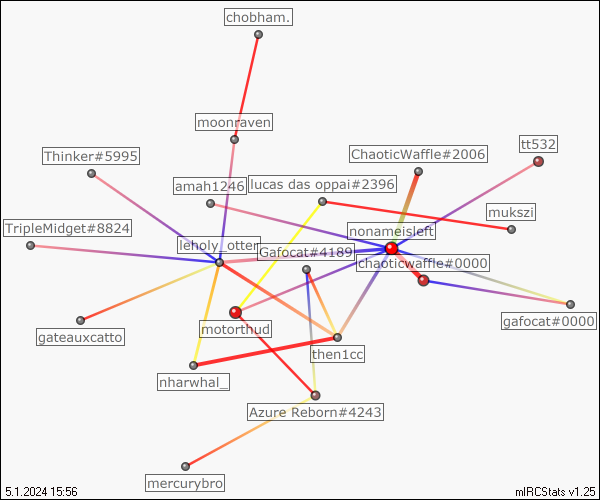 chobham.
moonraven
Thinker#5995
ChaoticWaffle#2006
tt532
amah1246
lucas das oppai#2396
mukszi
TripleMidget#8824
leholy_otter
nonameisleft
Gafocat#4189
chaoticwaffle#0000
gateauxcatto
motorthud
gafocat#0000
then1cc
nharwhal_
Azure Reborn#4243
mercurybro
5.1.2024 15:56
mIRCStats v1.25